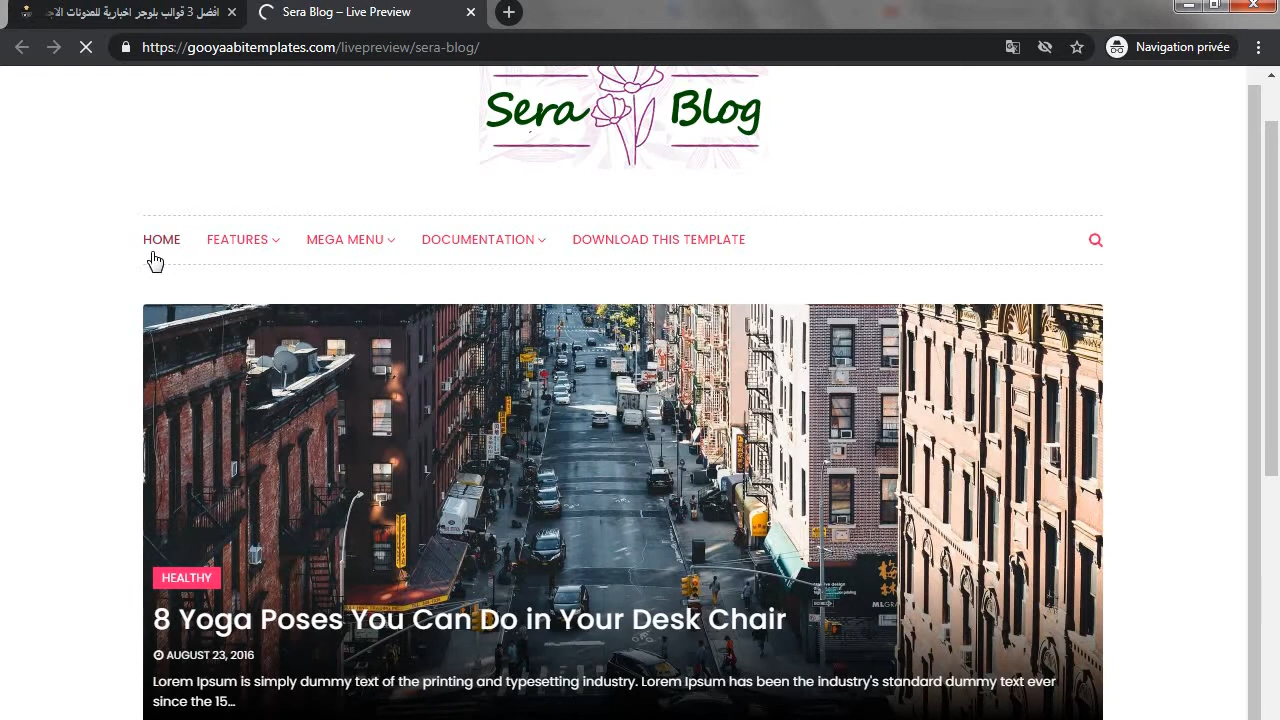 افضل 3 قوالب بلوجر اخبارية للمدونات الاجـ
Sera Blog – Live Preview
https://gooyaabitemplates.com/livepreview/sera-blog/
Navigation privée
Sera Blog
HOME FEATURES MEGA MENU DOCUMENTATION DOWNLOAD THIS TEMPLATE
HEALTHY
8 Yoga Poses You Can Do in Your Desk Chair
AUGUST 23, 2016
Lorem Ipsum is simply dummy text of the printing and typesetting industry. Lorem Ipsum has been the industry's standard dummy text ever
since the 15...